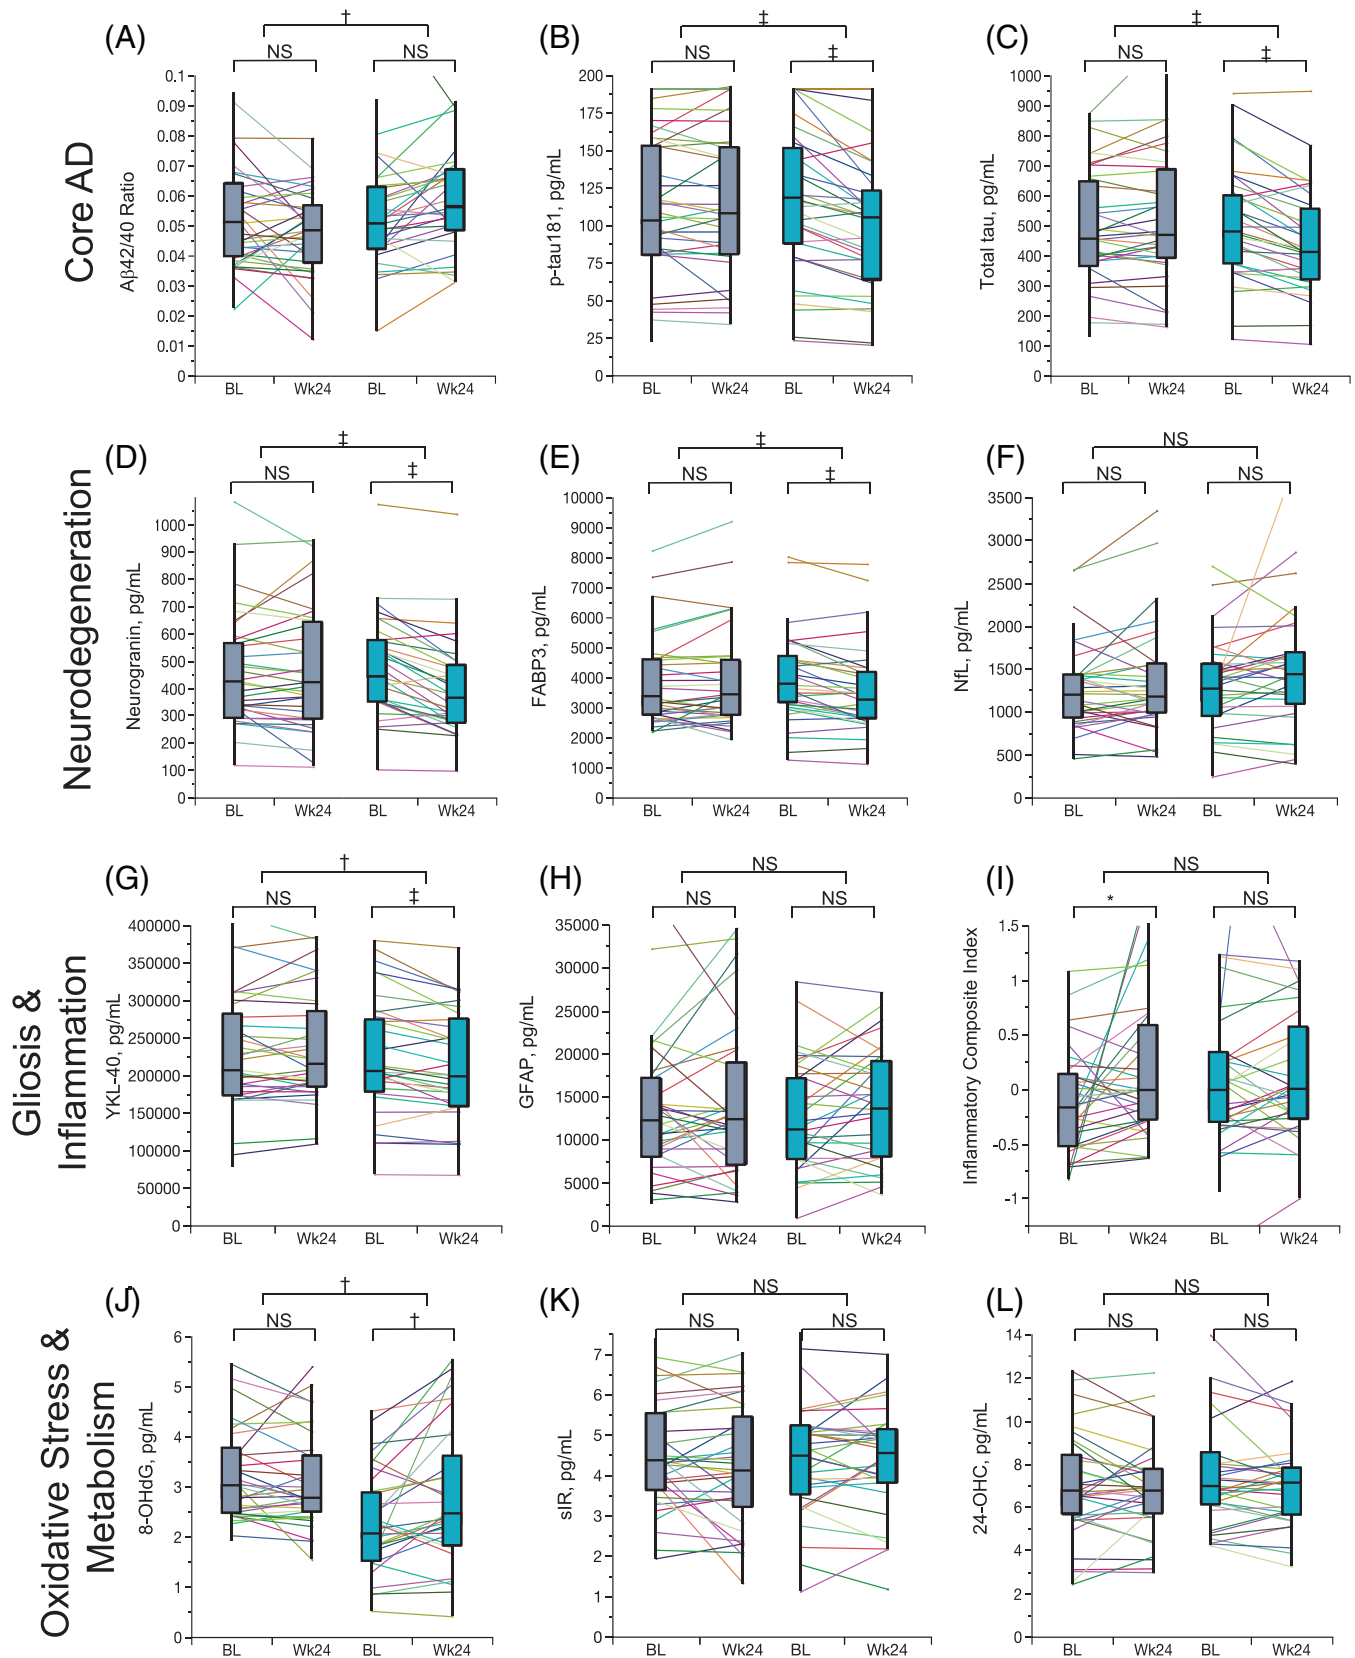 Core AD
(A)
†
NS
NS
Aβ42/40 Ratio
0.1
0.09
0.08
0.07
0.06
0.05
0.04
0.03
0.02
0.01
0
BL
Wk24
BL
Wk24
(B)
‡
NS
‡
p-tau181, pg/mL
200
175
150
125
100
75
50
25
0
BL
Wk24
BL
Wk24
(C)
‡
NS
‡
Total tau, pg/mL
1000
900
800
700
600
500
400
300
200
100
0
BL
Wk24
BL
Wk24
Neurodegeneration
(D)
‡
NS
‡
Neurogranin, pg/mL
1000
900
800
700
600
500
400
300
200
100
0
BL
Wk24
BL
Wk24
(E)
‡
NS
‡
FABP3, pg/mL
10000
9000
8000
7000
6000
5000
4000
3000
2000
1000
0
BL
Wk24
BL
Wk24
(F)
NS
NS
NS
NfL, pg/mL
3500
3000
2500
2000
1500
1000
500
0
BL
Wk24
BL
Wk24
Gliosis &
Inflammation
(G)
†
NS
‡
YKL-40, pg/mL
400000
350000
300000
250000
200000
150000
100000
50000
0
BL
Wk24
BL
Wk24
(H)
NS
NS
NS
GFAP, pg/mL
35000
30000
25000
20000
15000
10000
5000
0
BL
Wk24
BL
Wk24
(I)
NS
*
NS
Inflammatory Composite Index
1.5
1
0.5
0
-0.5
-1
BL
Wk24
BL
Wk24
Oxidative Stress &
Metabolism
(J)
†
NS
†
8-OHdG, pg/mL
6
5
4
3
2
1
0
BL
Wk24
BL
Wk24
(K)
NS
NS
NS
sIR, pg/mL
7
6
5
4
3
2
1
0
BL
Wk24
BL
Wk24
(L)
NS
NS
NS
24-OHC, pg/mL
14
12
10
8
6
4
2
0
BL
Wk24
BL
Wk24